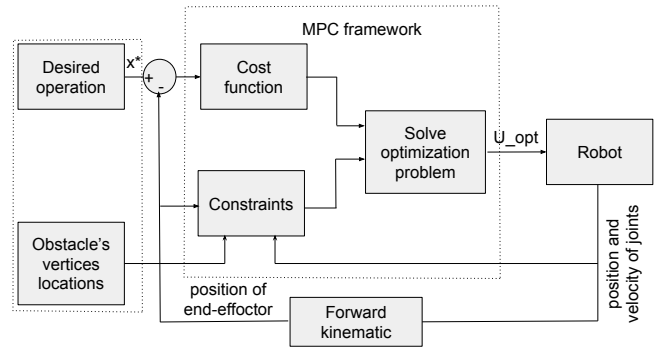 MPC framework
Desired
operation
x*
+
-
Cost
function
Solve
optimization
problem
U_opt
Robot
Constraints
Obstacle's
vertices
locations
position of
end-effoctor
Forward
kinematic
position and
velocity of joints